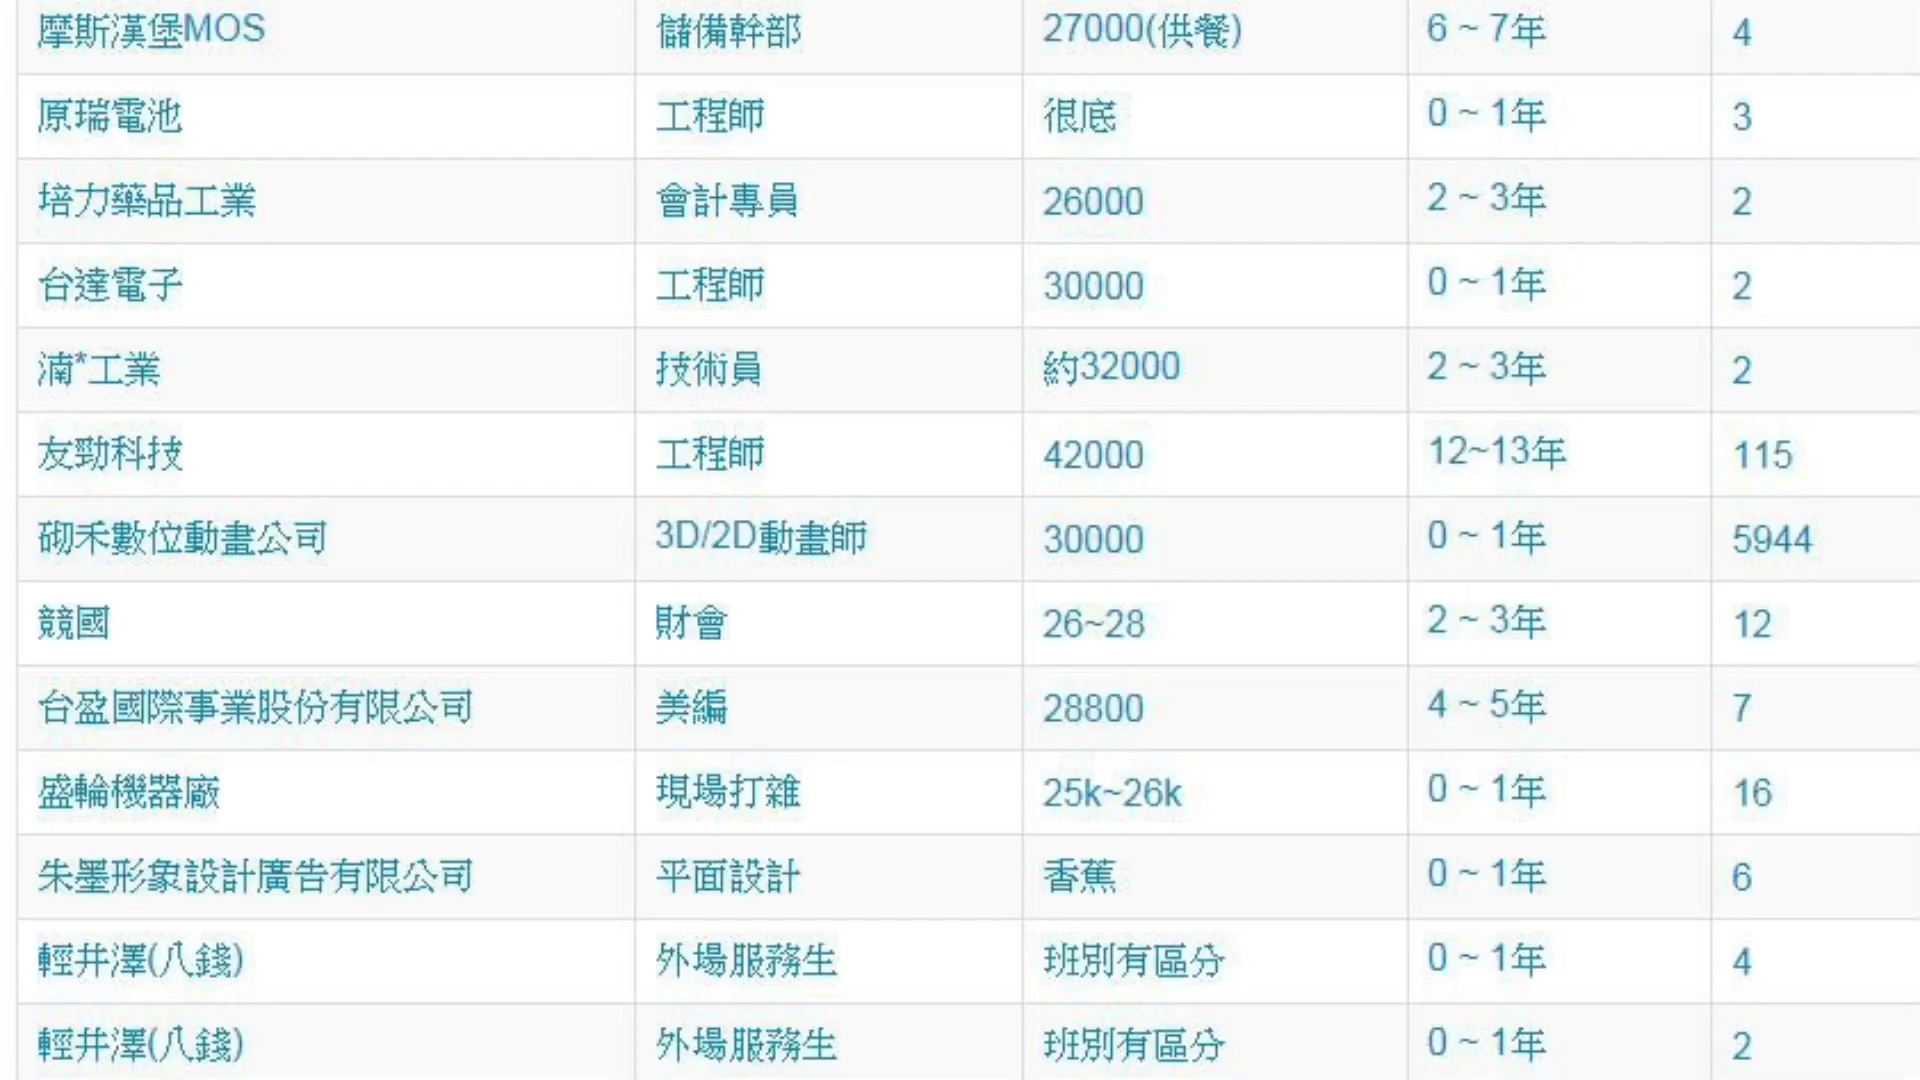 摩斯漢堡MOS 儲備幹部 27000(供餐) 6 ~ 7年 4
原瑞電池 工程師 很底 0 ~ 1年 3
培力藥品工業 會計專員 26000 2 ~ 3年 2
台達電子 工程師 30000 0 ~ 1年 2
湳*工業 技術員 約32000 2 ~ 3年 2
友勁科技 工程師 42000 12~13年 115
砌禾數位動畫公司 3D/2D動畫師 30000 0 ~ 1年 5944
競國 財會 26~28 2 ~ 3年 12
台盈國際事業股份有限公司 美編 28800 4 ~ 5年 7
盛輪機器廠 現場打雜 25k~26k 0 ~ 1年 16
朱墨形象設計廣告有限公司 平面設計 香蕉 0 ~ 1年 6
輕井澤(八錢) 外場服務生 班別有區分 0 ~ 1年 4
輕井澤(八錢) 外場服務生 班別有區分 0 ~ 1年 2